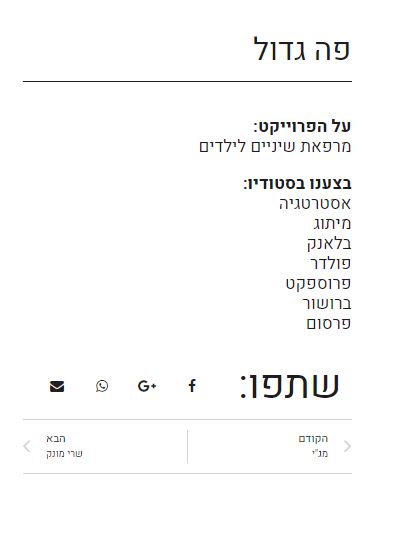 פה גדול
על הפרוייקט:
מרפאת שיניים לילדים
בצענו בסטודיו:
אסטרטגיה
מיתוג
בלאנק
פולדר
פרוספקט
ברושור
פרסום
שתפו:
הקודם
מג"י
הבא
שרי מונק